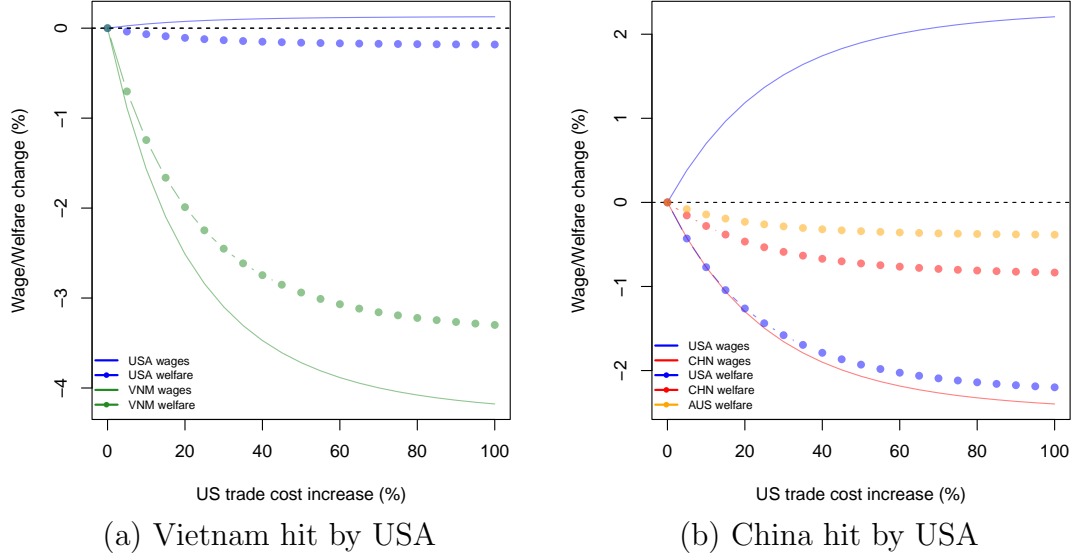 0
-1
-2
-3
-4
Wage/Welfare change (%)
USA wages
USA welfare
VNM wages
VNM welfare
0 20 40 60 80 100
US trade cost increase (%)
(a) Vietnam hit by USA
2
1
0
-1
-2
Wage/Welfare change (%)
USA wages
CHN wages
USA welfare
CHN welfare
AUS welfare
0 20 40 60 80 100
US trade cost increase (%)
(b) China hit by USA